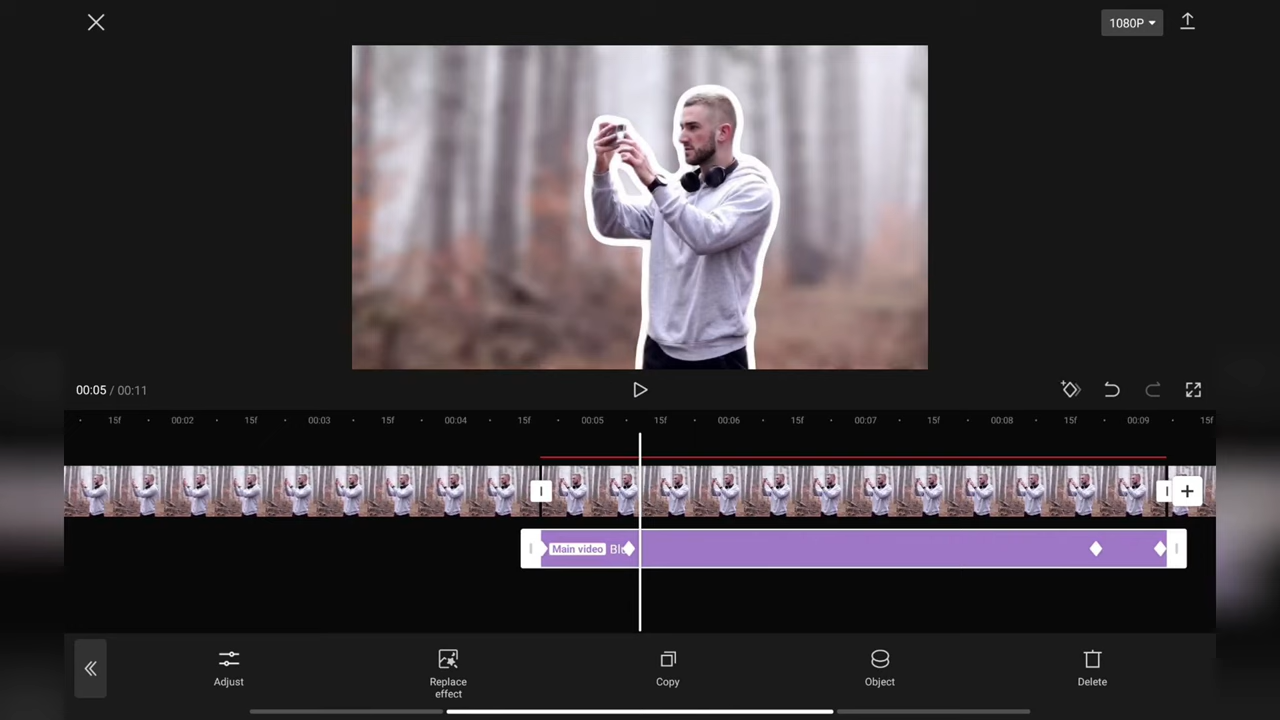 1080P
00:05 / 00:11
15f 00:02 15f 00:03 15f 00:04 15f 00:05 15f 00:06 15f 00:07 15f 00:08 15f 00:09 15f
Main video Blu
Adjust
Replace
effect
Copy
Object
Delete